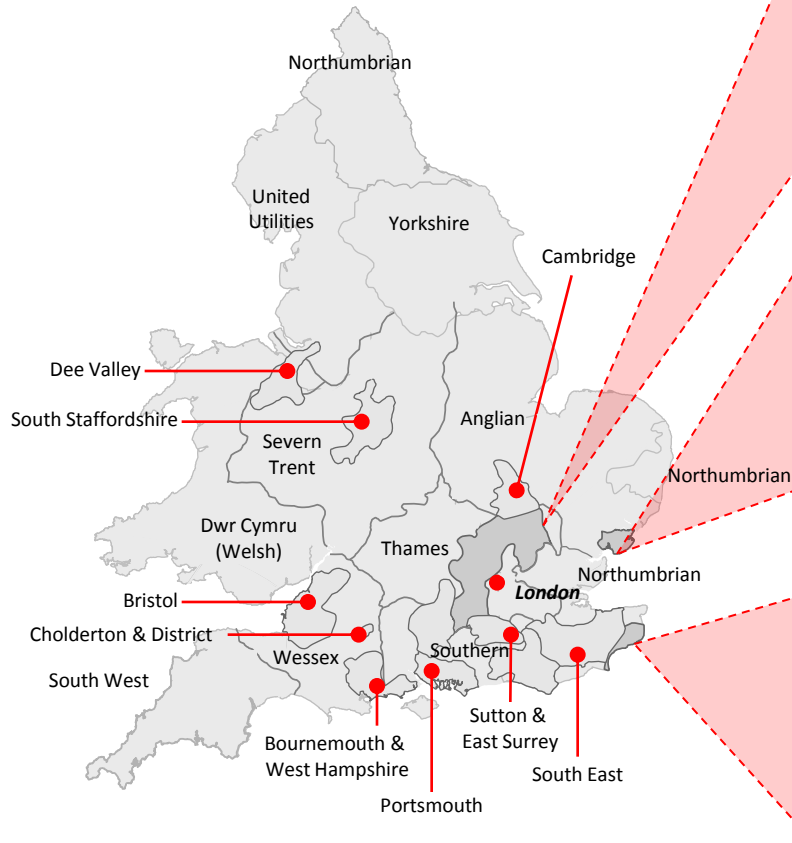 Northumbrian
United
Utilities
Yorkshire
Cambridge
Dee Valley
South Staffordshire
Anglian
Severn
Trent
Northumbrian
Dwr Cymru
(Welsh)
Thames
Northumbrian
Bristol
London
Cholderton & District
Wessex
Southern
South West
Sutton &
East Surrey
Bournemouth &
West Hampshire
South East
Portsmouth